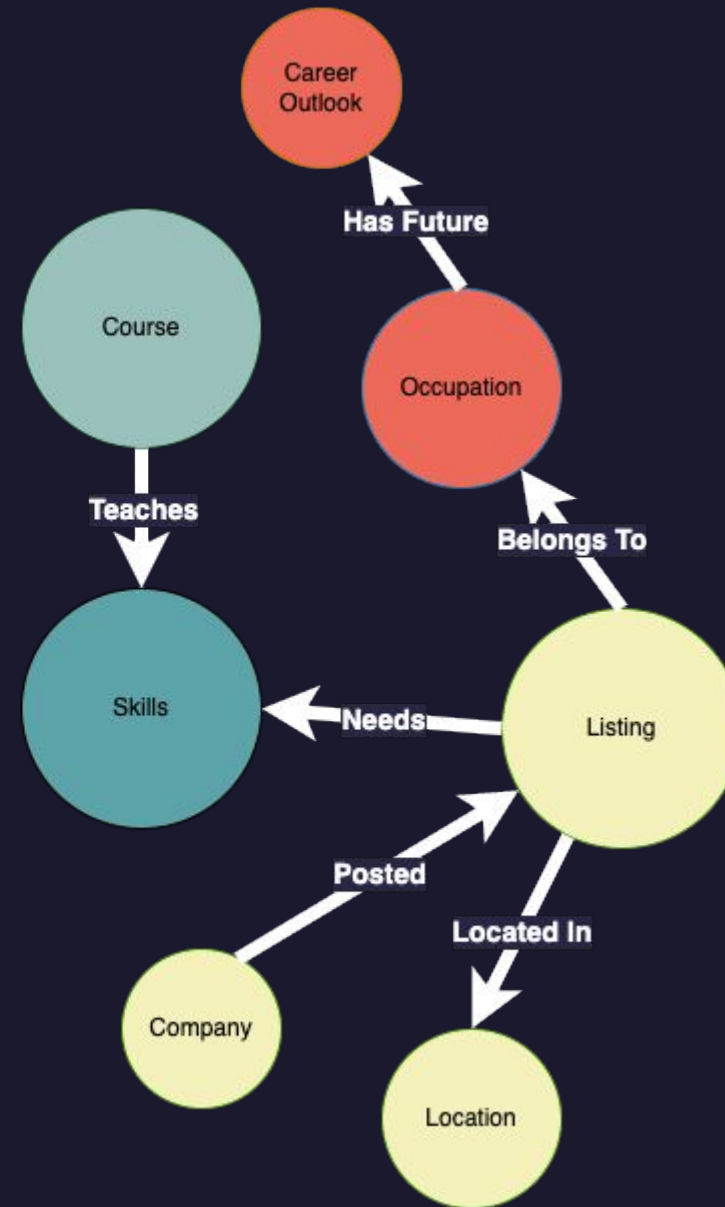 Career
Outlook
Has Future
Course
Occupation
Teaches
Belongs To
Skills
Needs
Listing
Posted
Located In
Company
Location